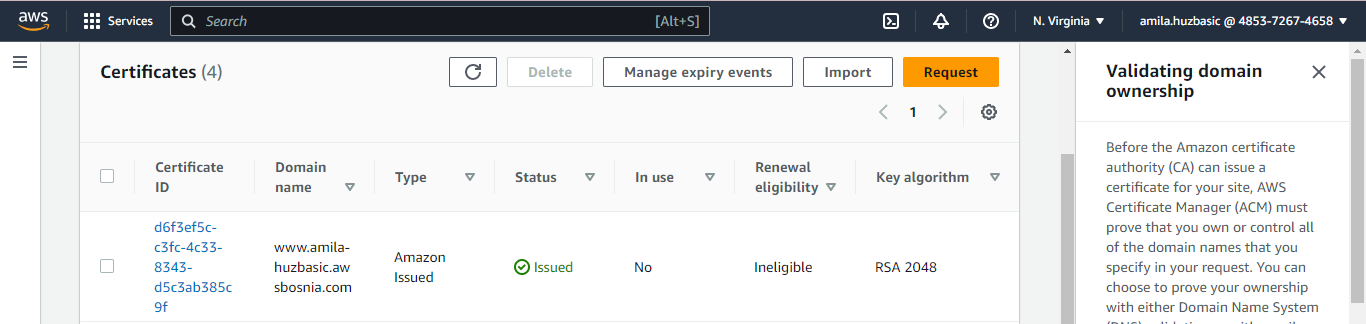 aws
Services
Search
[Alt+S]
N. Virginia
amila.huzbasic @ 4853-7267-4658
Certificates (4)
Delete
Manage expiry events
Import
Request
1
Certificate
ID
Domain
name
Type
Status
In use
Renewal
eligibility
Key algorithm
d6f3ef5c-
c3fc-4c33-
8343-
d5c3ab385c
9f
www.amila-
huzbasic.aw
sbosnia.com
Amazon
Issued
Issued
No
Ineligible
RSA 2048
Validating domain
ownership
Before the Amazon certificate
authority (CA) can issue a
certificate for your site, AWS
Certificate Manager (ACM) must
prove that you own or control all
of the domain names that you
specify in your request. You can
choose to prove your ownership
with either Domain Name System